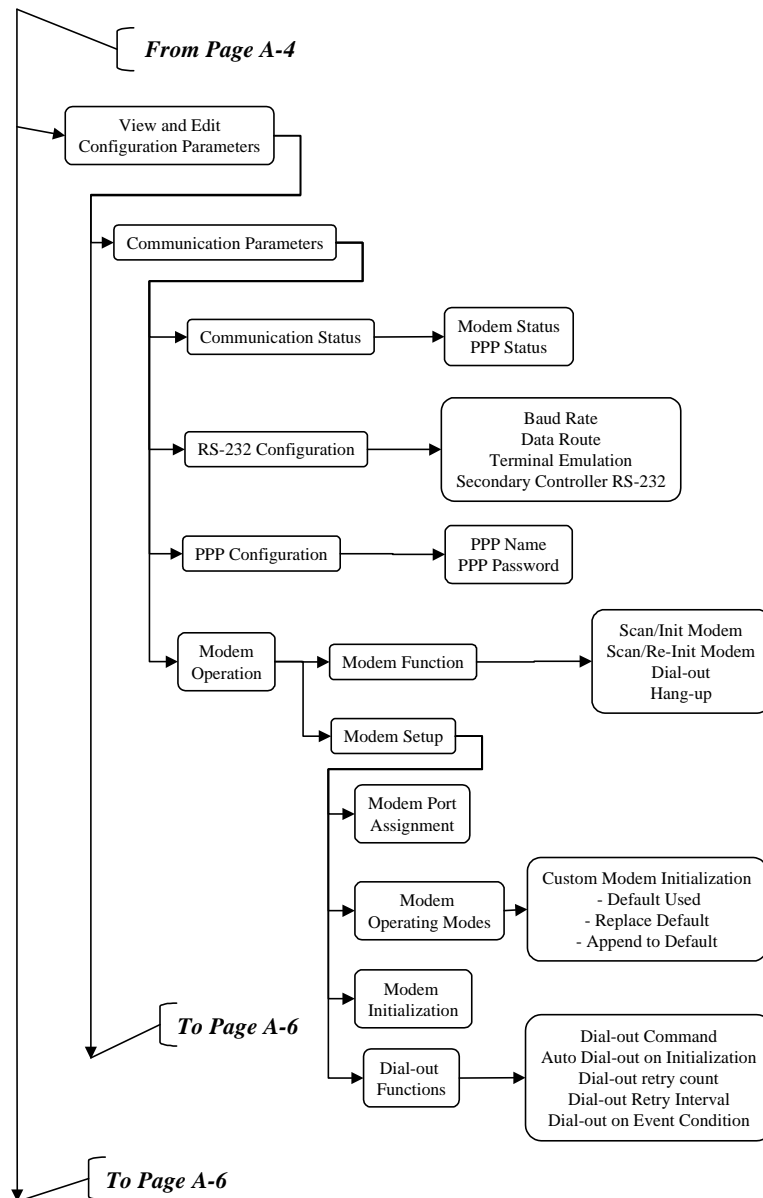 From Page A-4
View and Edit
Configuration Parameters
Communication Parameters
Communication Status
Modem Status
PPP Status
RS-232 Configuration
Baud Rate
Data Route
Terminal Emulation
Secondary Controller RS-232
PPP Configuration
PPP Name
PPP Password
Modem
Operation
Modem Function
Scan/Init Modem
Scan/Re-Init Modem
Dial-out
Hang-up
Modem Setup
Modem Port
Assignment
Modem
Operating Modes
Custom Modem Initialization
- Default Used
- Replace Default
- Append to Default
Modem
Initialization
To Page A-6
Dial-out
Functions
Dial-out Command
Auto Dial-out on Initialization
Dial-out retry count
Dial-out Retry Interval
Dial-out on Event Condition
To Page A-6